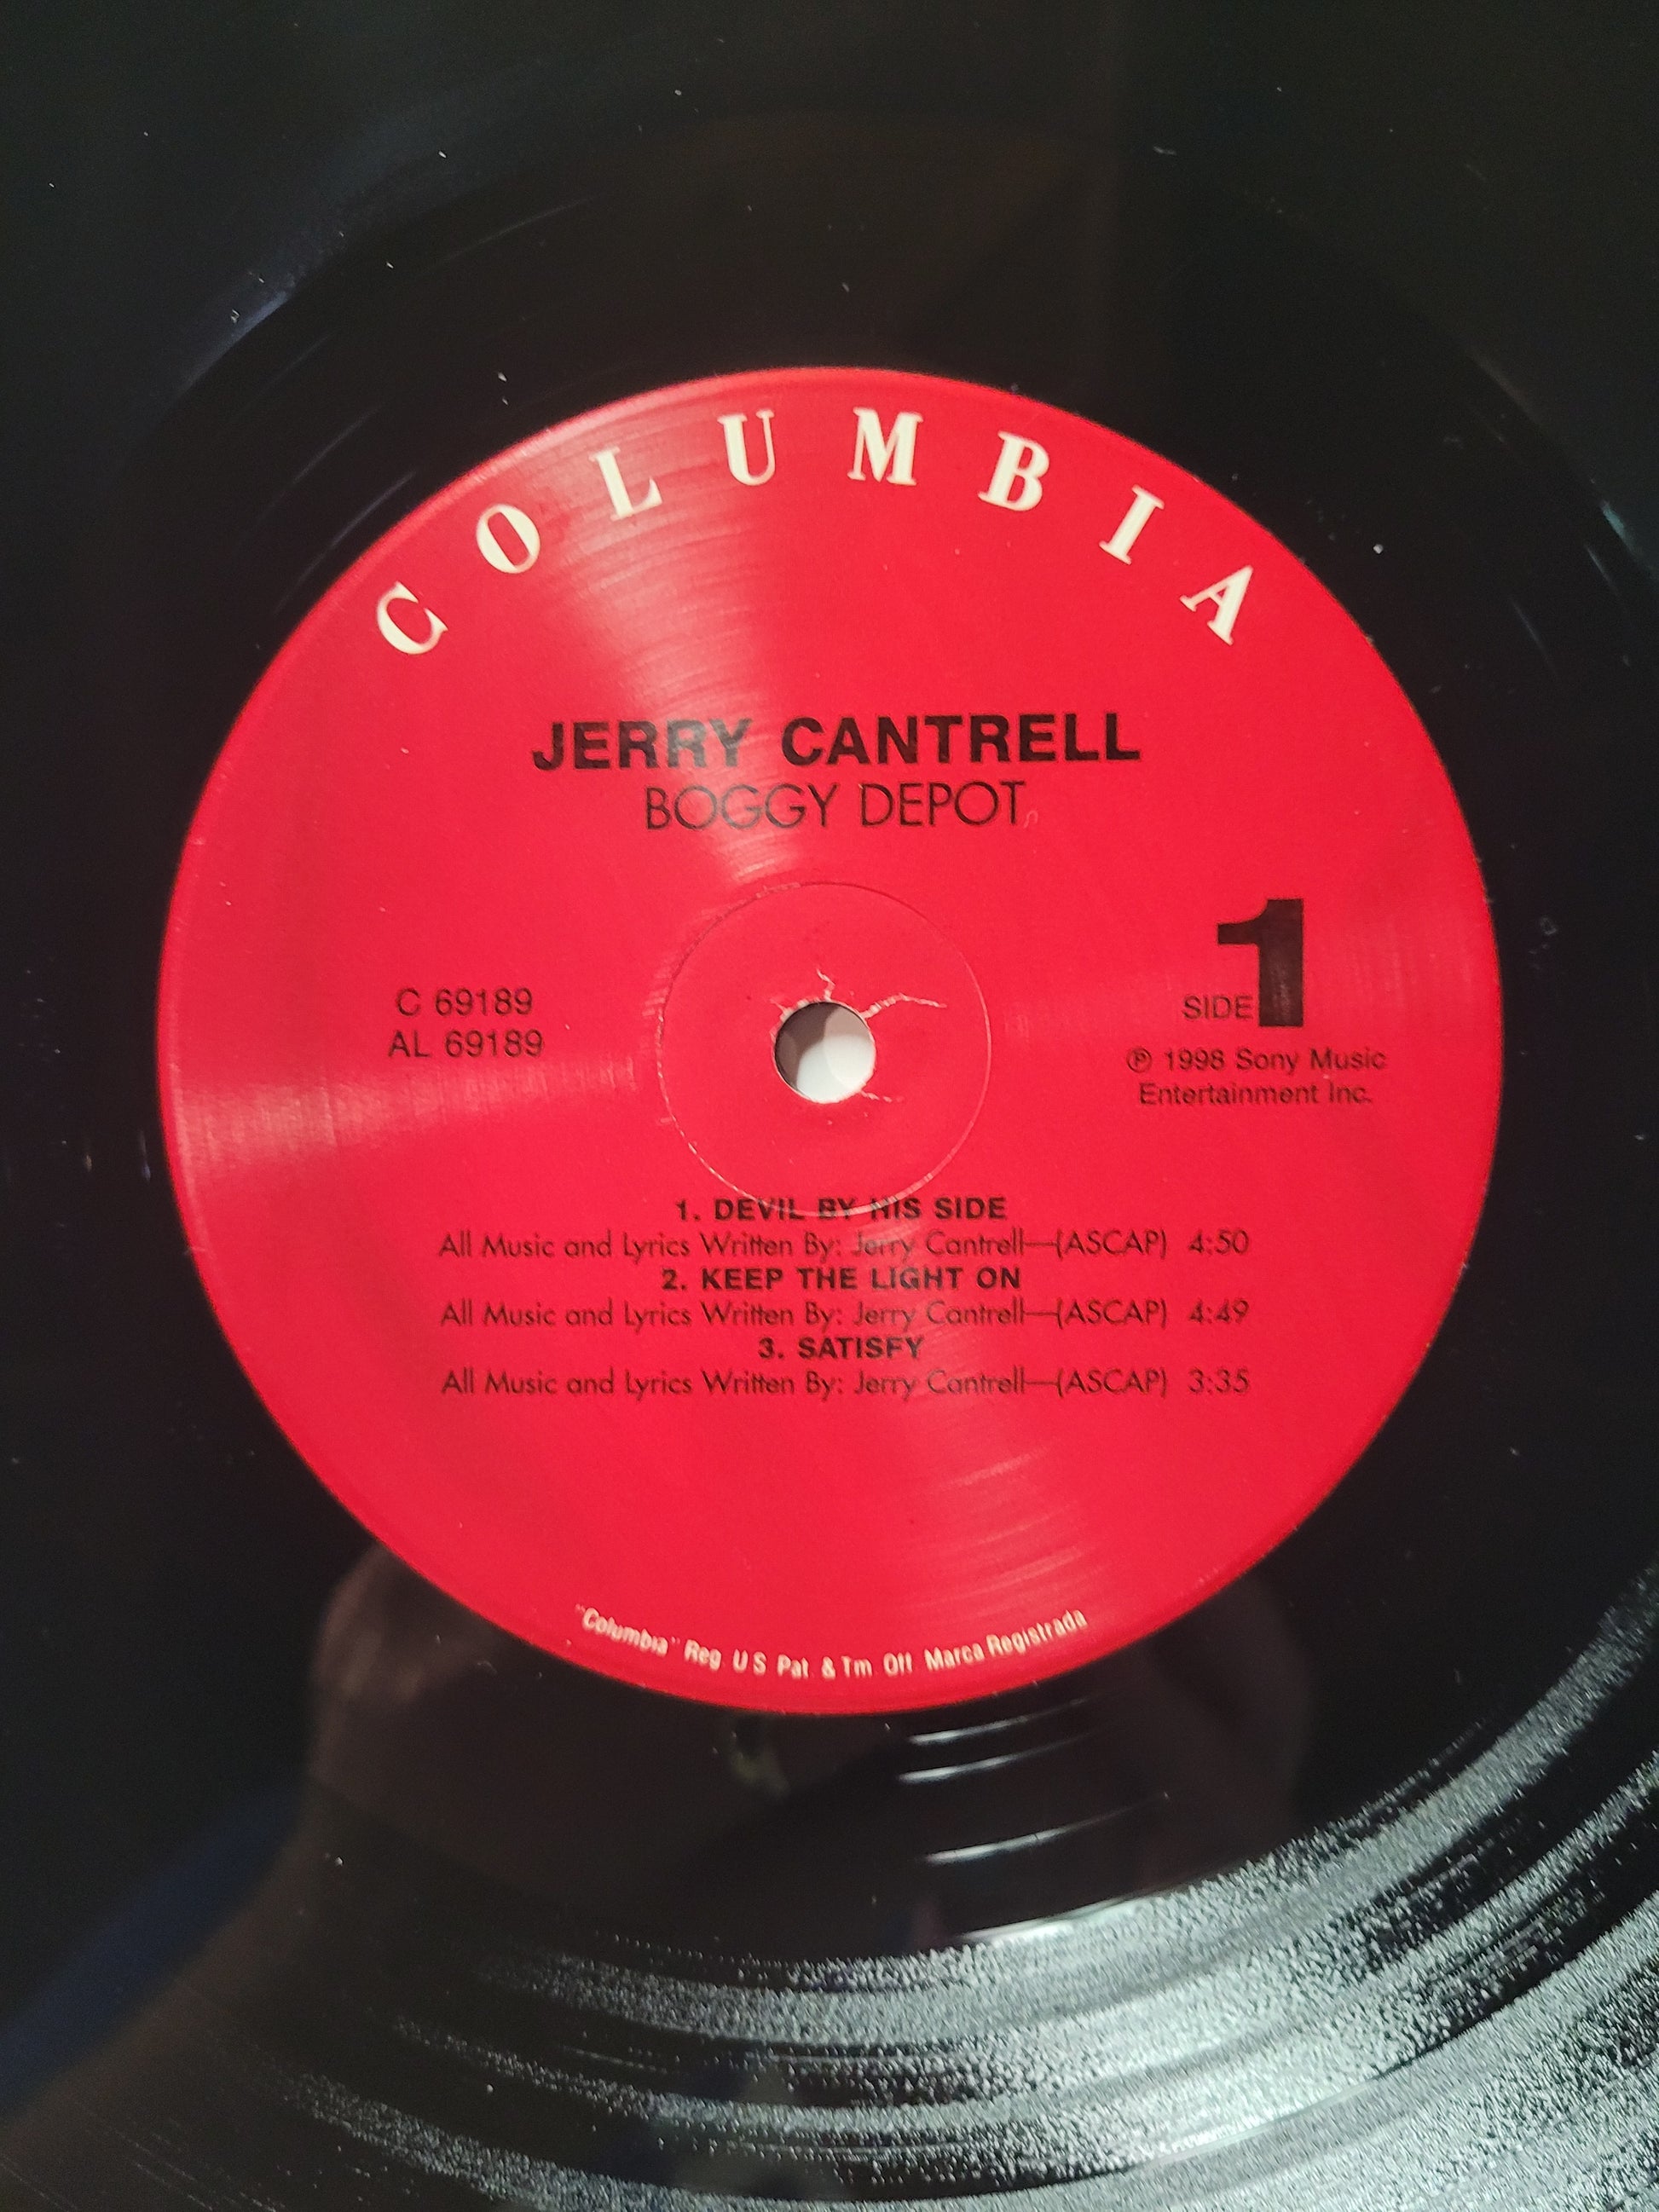 COLUMBIA
JERRY CANTRELL
BOGGY DEPOT
C 69189
AL 69189
SIDE 1
℗ 1998 Sony Music
Entertainment Inc.
1. DEVIL BY HIS SIDE
All Music and Lyrics Written By: Jerry Cantrell—(ASCAP) 4:50
2. KEEP THE LIGHT ON
All Music and Lyrics Written By: Jerry Cantrell—(ASCAP) 4:49
3. SATISFY
All Music and Lyrics Written By: Jerry Cantrell—(ASCAP) 3:35
"Columbia" Reg. U S Pat. & Tm Off Marca Registrada